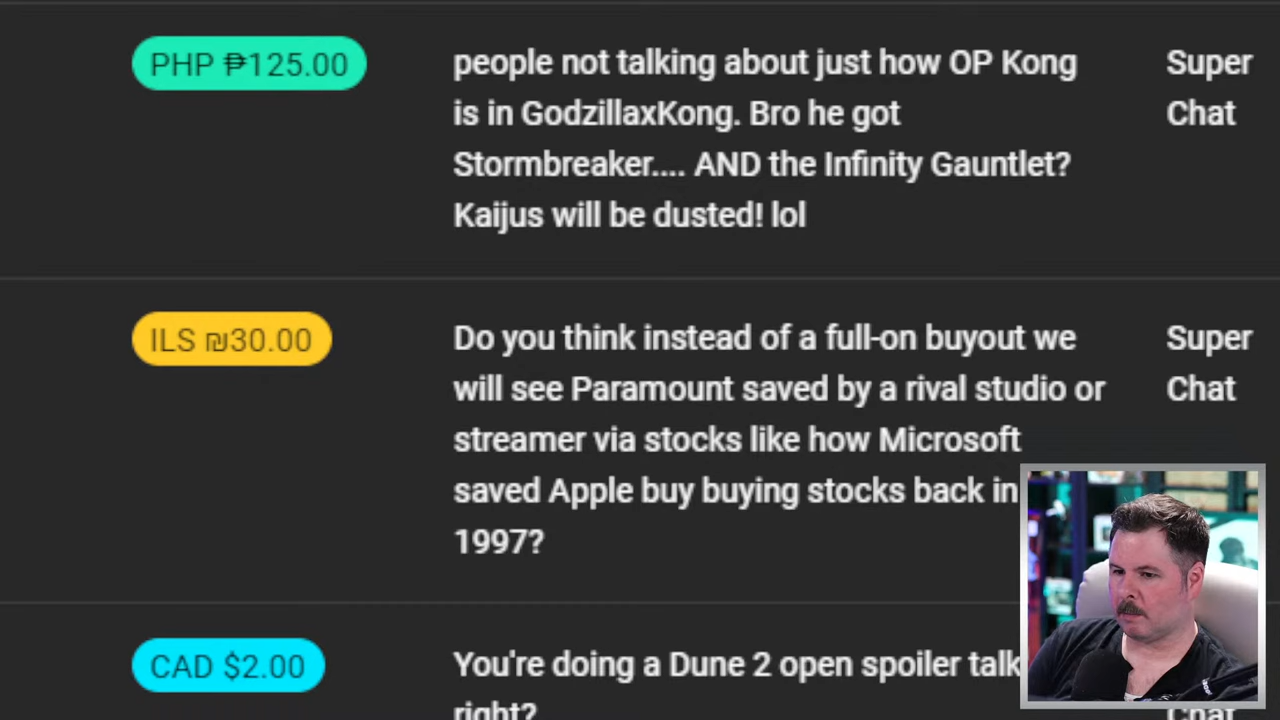 PHP ₱125.00
people not talking about just how OP Kong
is in GodzillaxKong. Bro he got
Stormbreaker.... AND the Infinity Gauntlet?
Kaijus will be dusted! lol
Super
Chat
ILS ₪30.00
Do you think instead of a full-on buyout we
will see Paramount saved by a rival studio or
streamer via stocks like how Microsoft
saved Apple buy buying stocks back in
1997?
Super
Chat
CAD $2.00
You're doing a Dune 2 open spoiler talk
right?
Chat